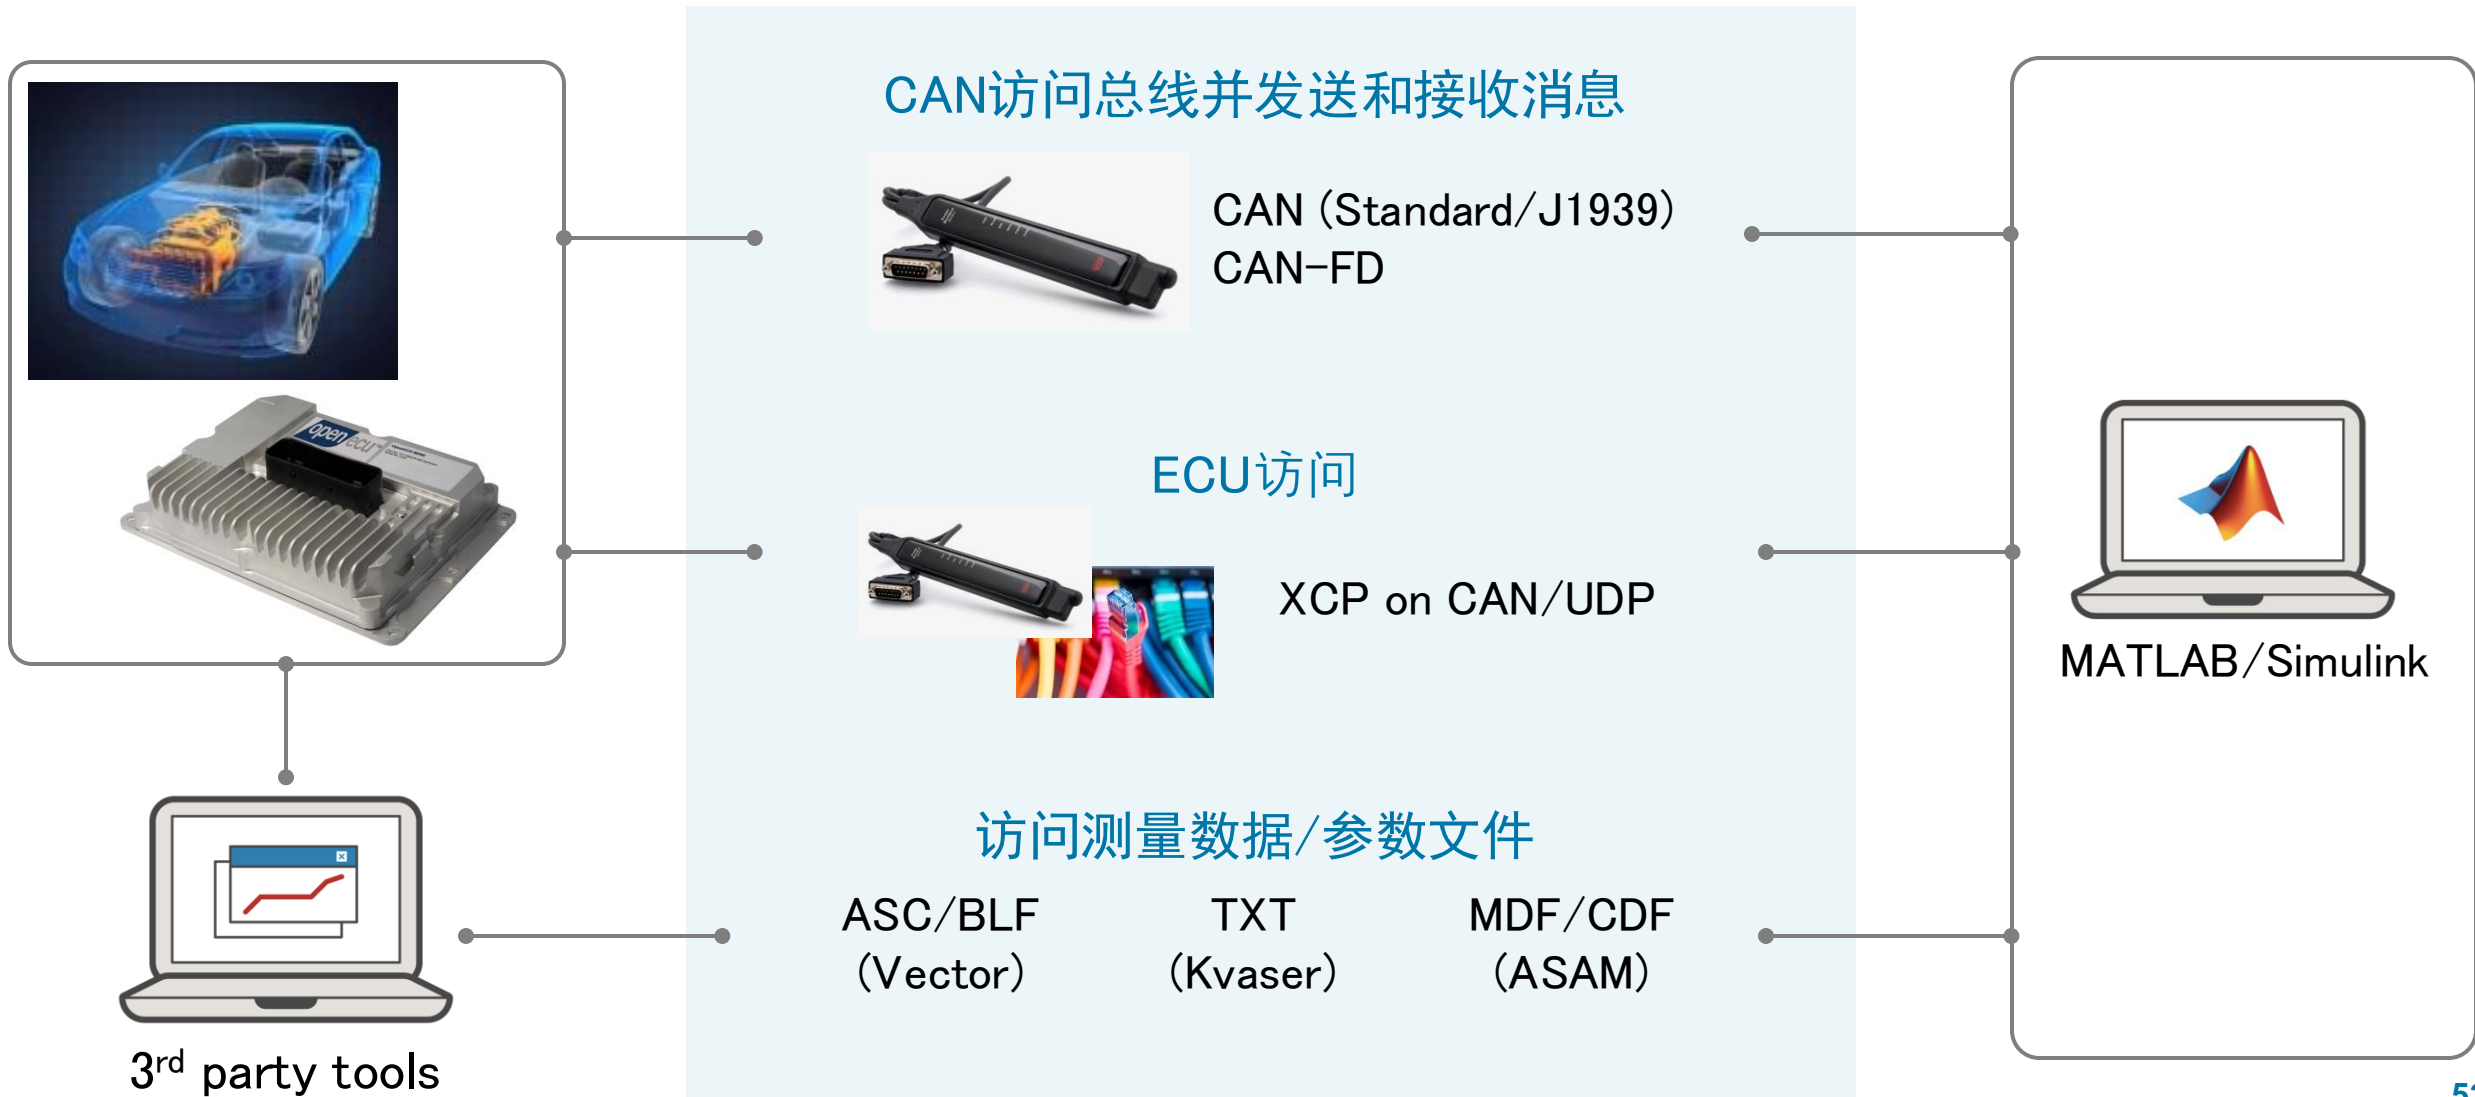 CAN访问总线并发送和接收消息
CAN (Standard/J1939)
CAN-FD
open ecu
ECU访问
XCP on CAN/UDP
MATLAB/Simulink
访问测量数据/参数文件
ASC/BLF
(Vector)
TXT
(Kvaser)
MDF/CDF
(ASAM)
3rd party tools